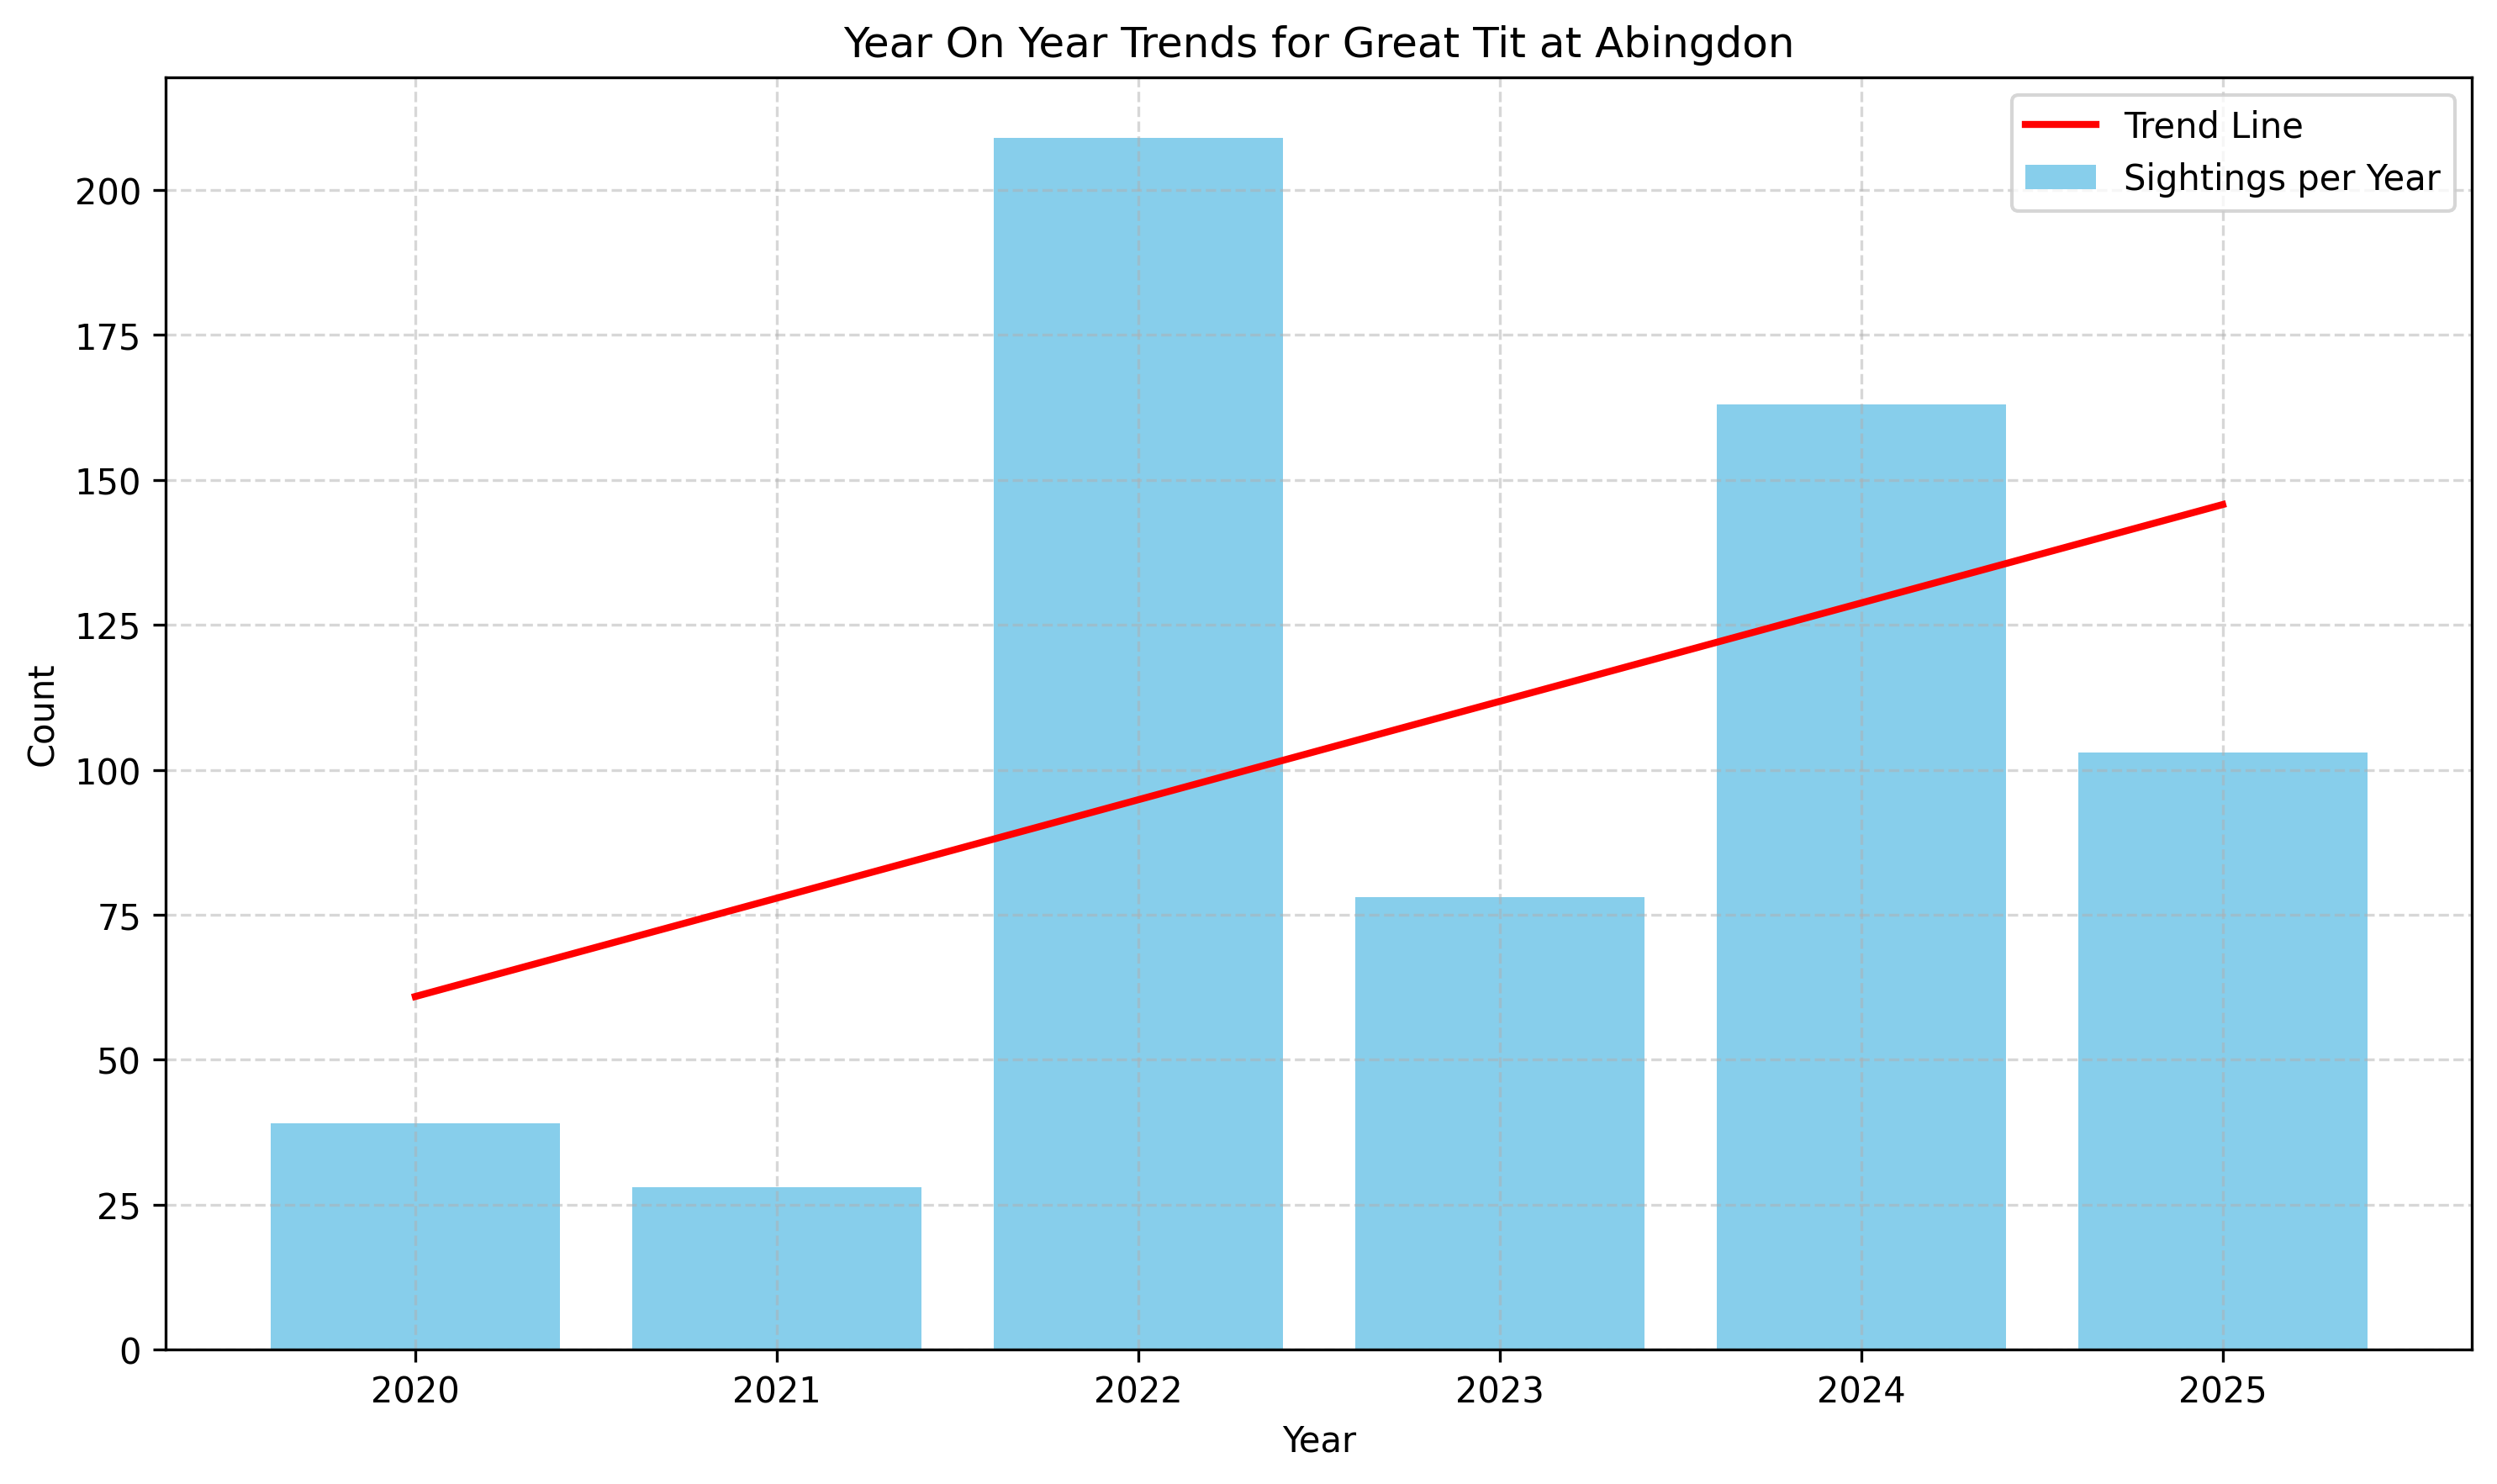 Year On Year Trends for Great Tit at Abingdon
Trend Line
Sightings per Year
200
175
150
125
100
75
50
25
0
Count
2020 2021 2022 2023 2024 2025
Year